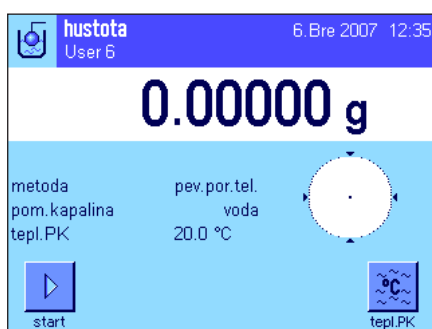 hustota 6.Bre 2007 12:35
User 6
0.00000 g
metoda pev.por.tel.
pom.kapalina voda
tepl.PK 20.0 °C
°C
start tepl.PK